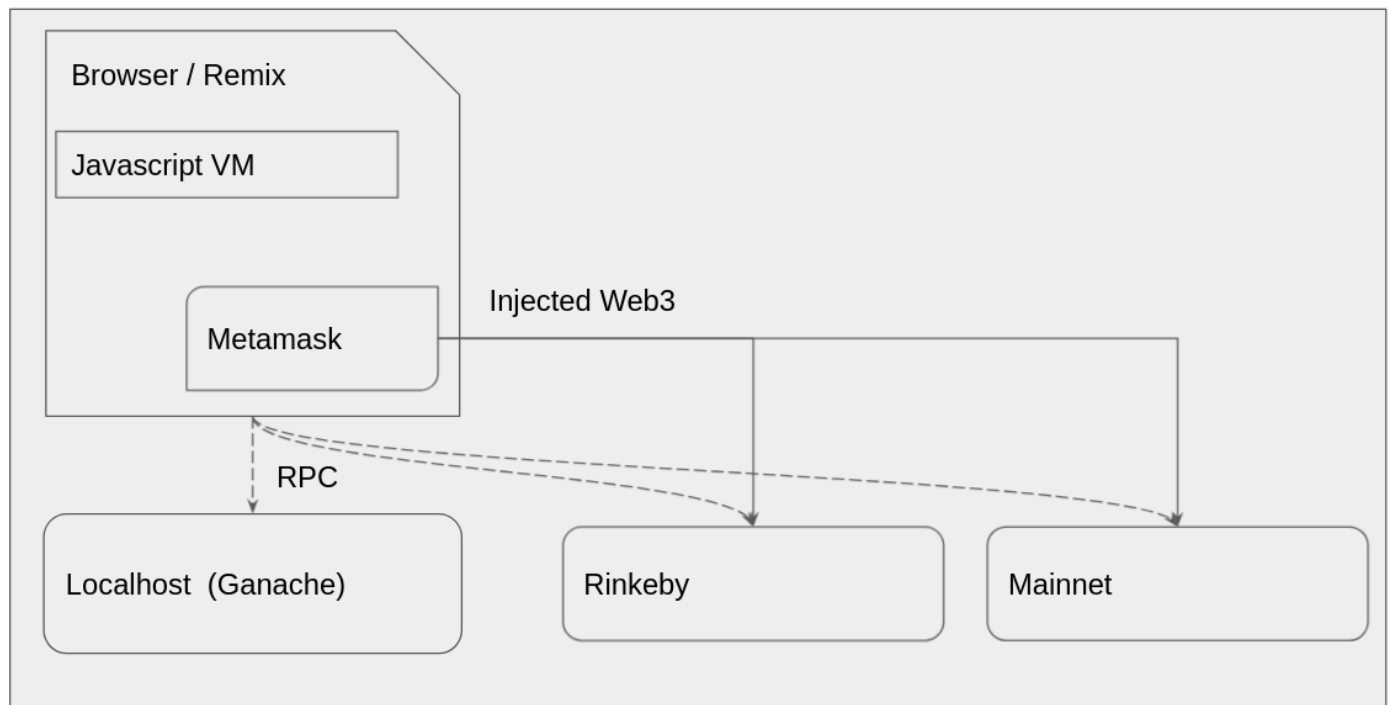 Browser / Remix
Javascript VM
Injected Web3
Metamask
RPC
Localhost  (Ganache)
Rinkeby
Mainnet